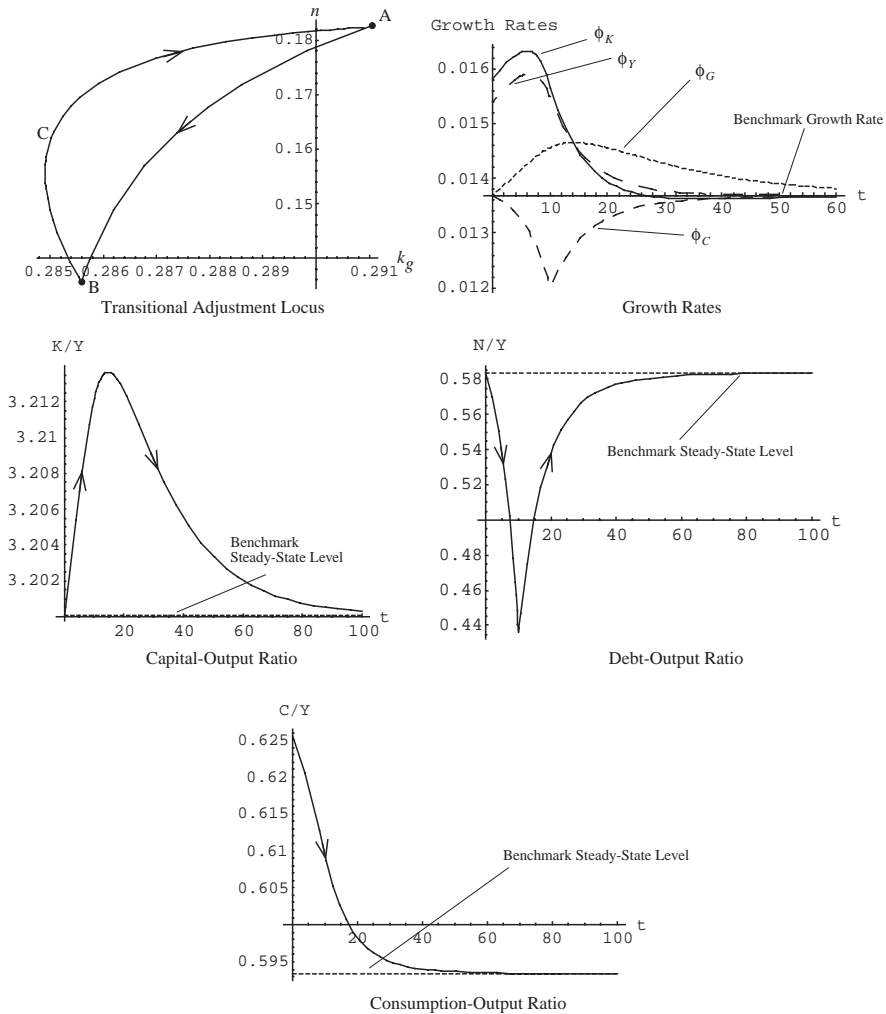 n
A
0.18
0.17
C
0.16
0.15
0.285 0.286 0.287 0.288 0.289 0.291
kg
B
Transitional Adjustment Locus
Growth Rates
ϕK
0.016
ϕY
ϕG
0.015
Benchmark Growth Rate
0.014
10 20 30 40 50 60
t
0.013
ϕC
0.012
Growth Rates
K/Y
3.212
3.21
3.208
3.206
3.204
3.202
Benchmark
Steady-State Level
20 40 60 80 100
t
Capital-Output Ratio
N/Y
0.58
0.56
0.54
Benchmark Steady-State Level
0.52
20 40 60 80 100
t
0.48
0.46
0.44
Debt-Output Ratio
C/Y
0.625
0.62
0.615
0.61
Benchmark Steady-State Level
0.605
20 40 60 80 100
t
0.595
Consumption-Output Ratio